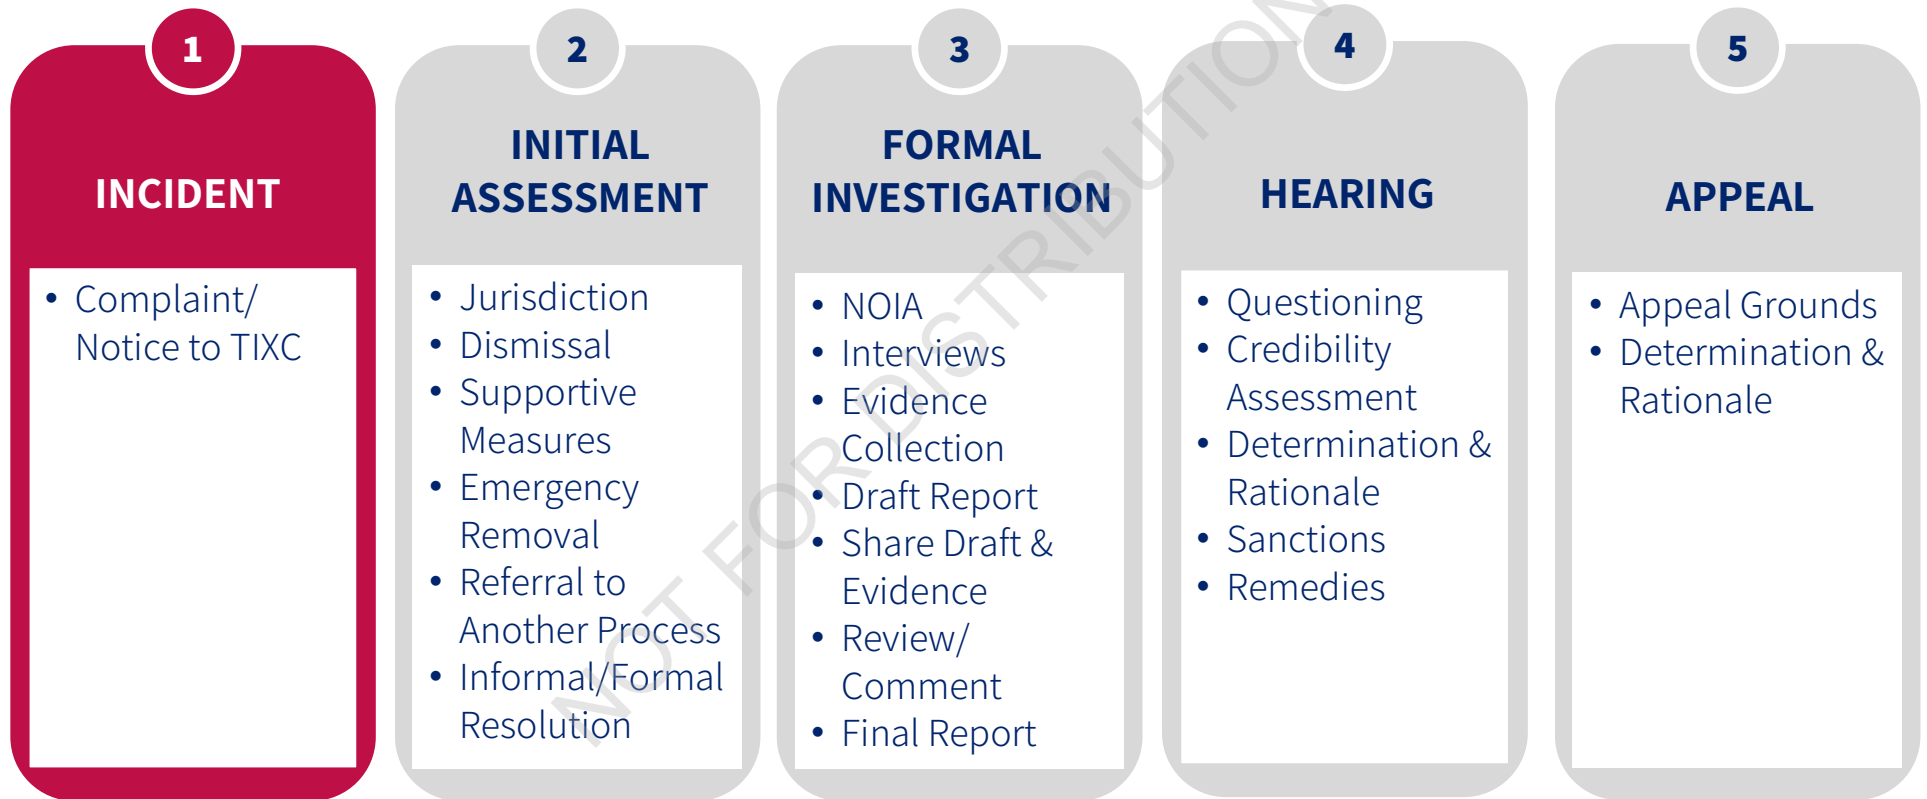 1
INCIDENT
• Complaint/
Notice to TIXC
2
INITIAL
ASSESSMENT
• Jurisdiction
• Dismissal
• Supportive
Measures
• Emergency
Removal
• Referral to
Another Process
• Informal/Formal
Resolution
3
FORMAL
INVESTIGATION
• NOIA
• Interviews
• Evidence
Collection
• Draft Report
• Share Draft &
Evidence
• Review/
Comment
• Final Report
4
HEARING
• Questioning
• Credibility
Assessment
• Determination &
Rationale
• Sanctions
• Remedies
5
APPEAL
• Appeal Grounds
• Determination &
Rationale
NOT FOR DISTRIBUTION